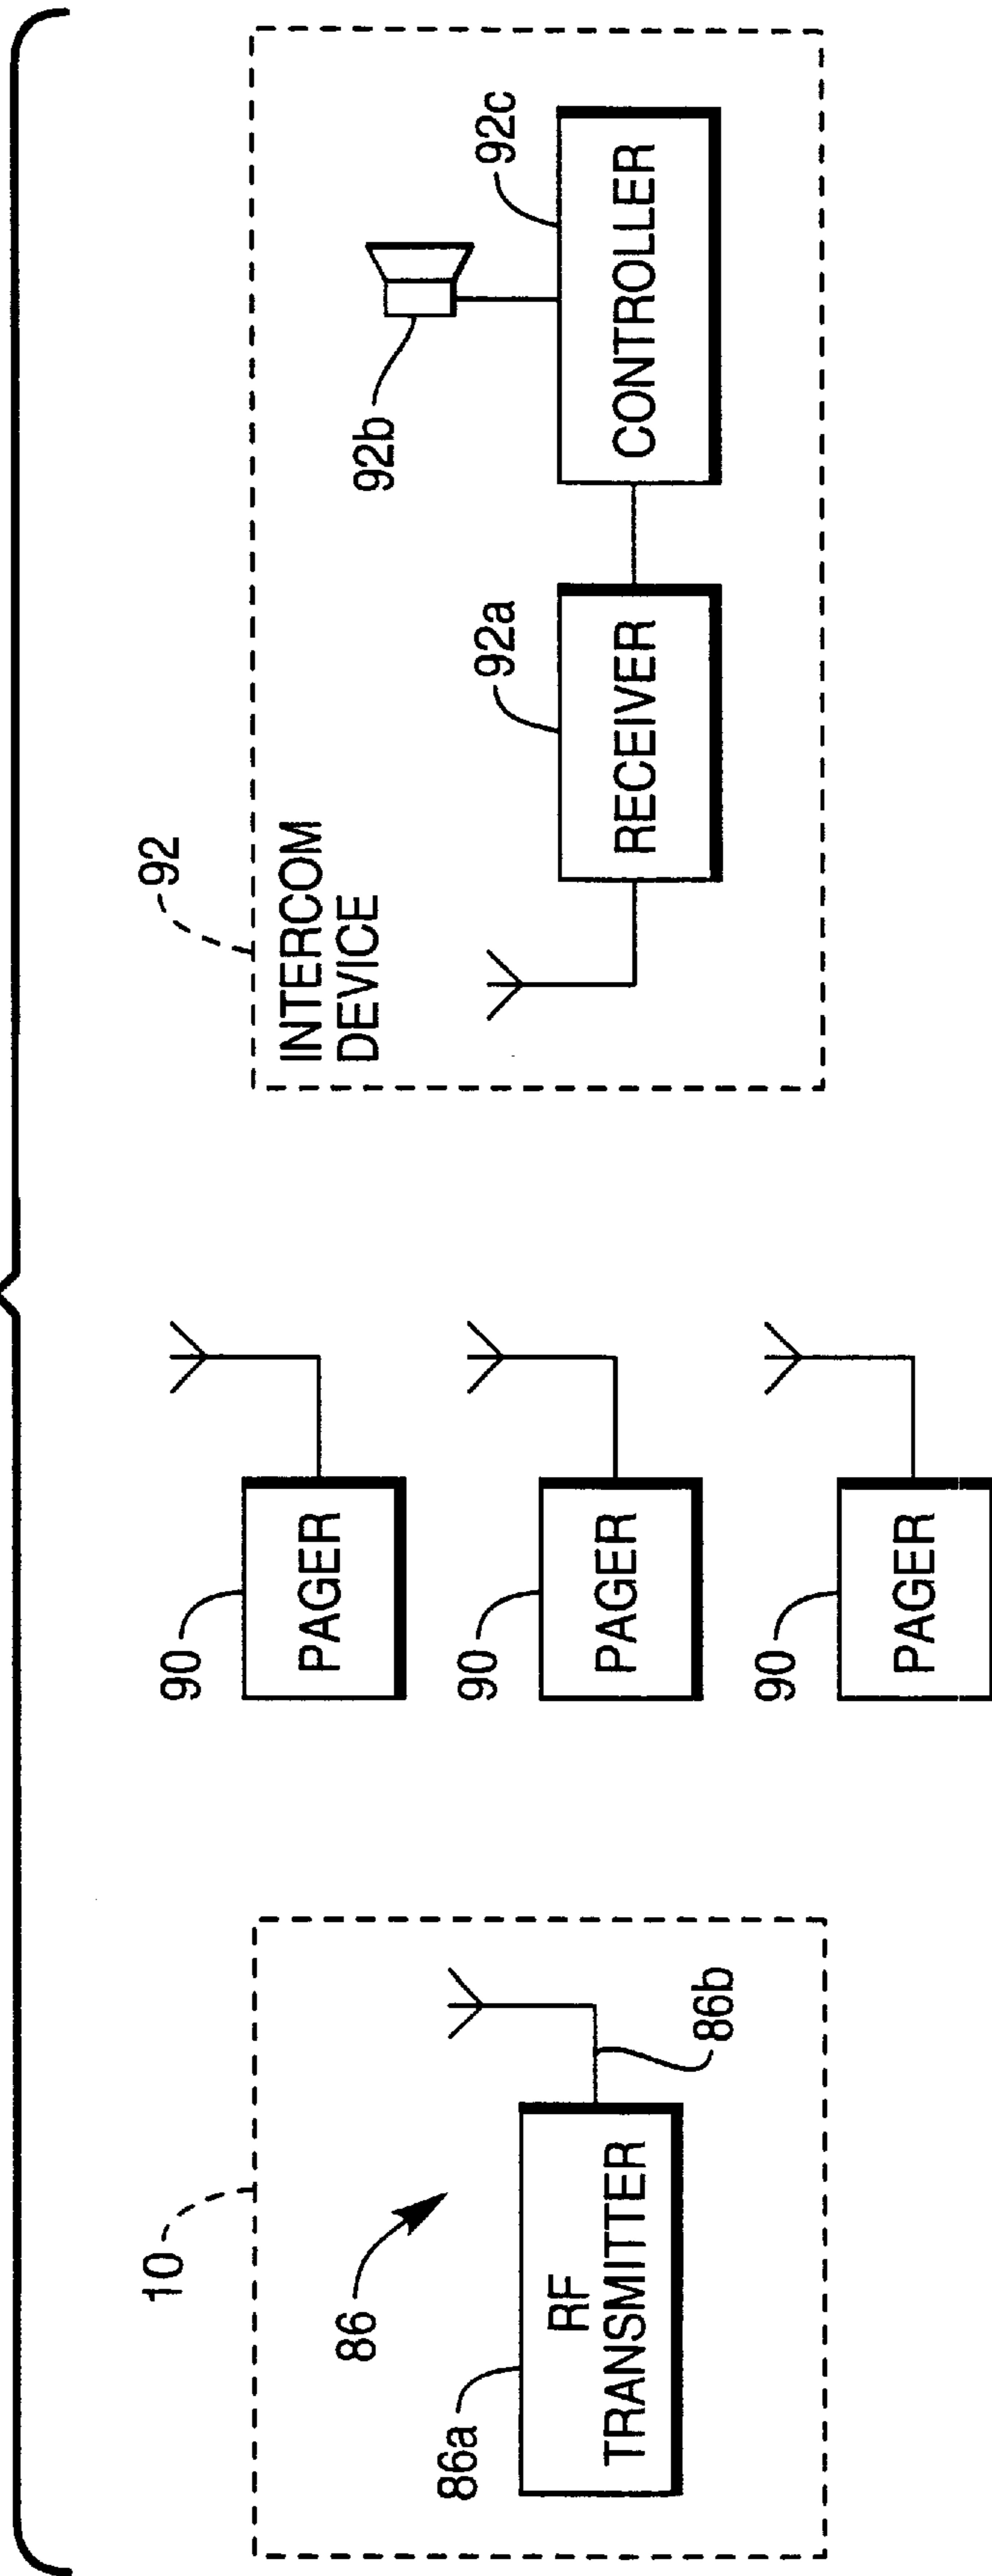 10
86
86a
RF
TRANSMITTER
86b
90
PAGER
90
PAGER
90
PAGER
92
INTERCOM
DEVICE
92a
RECEIVER
92b
92c
CONTROLLER